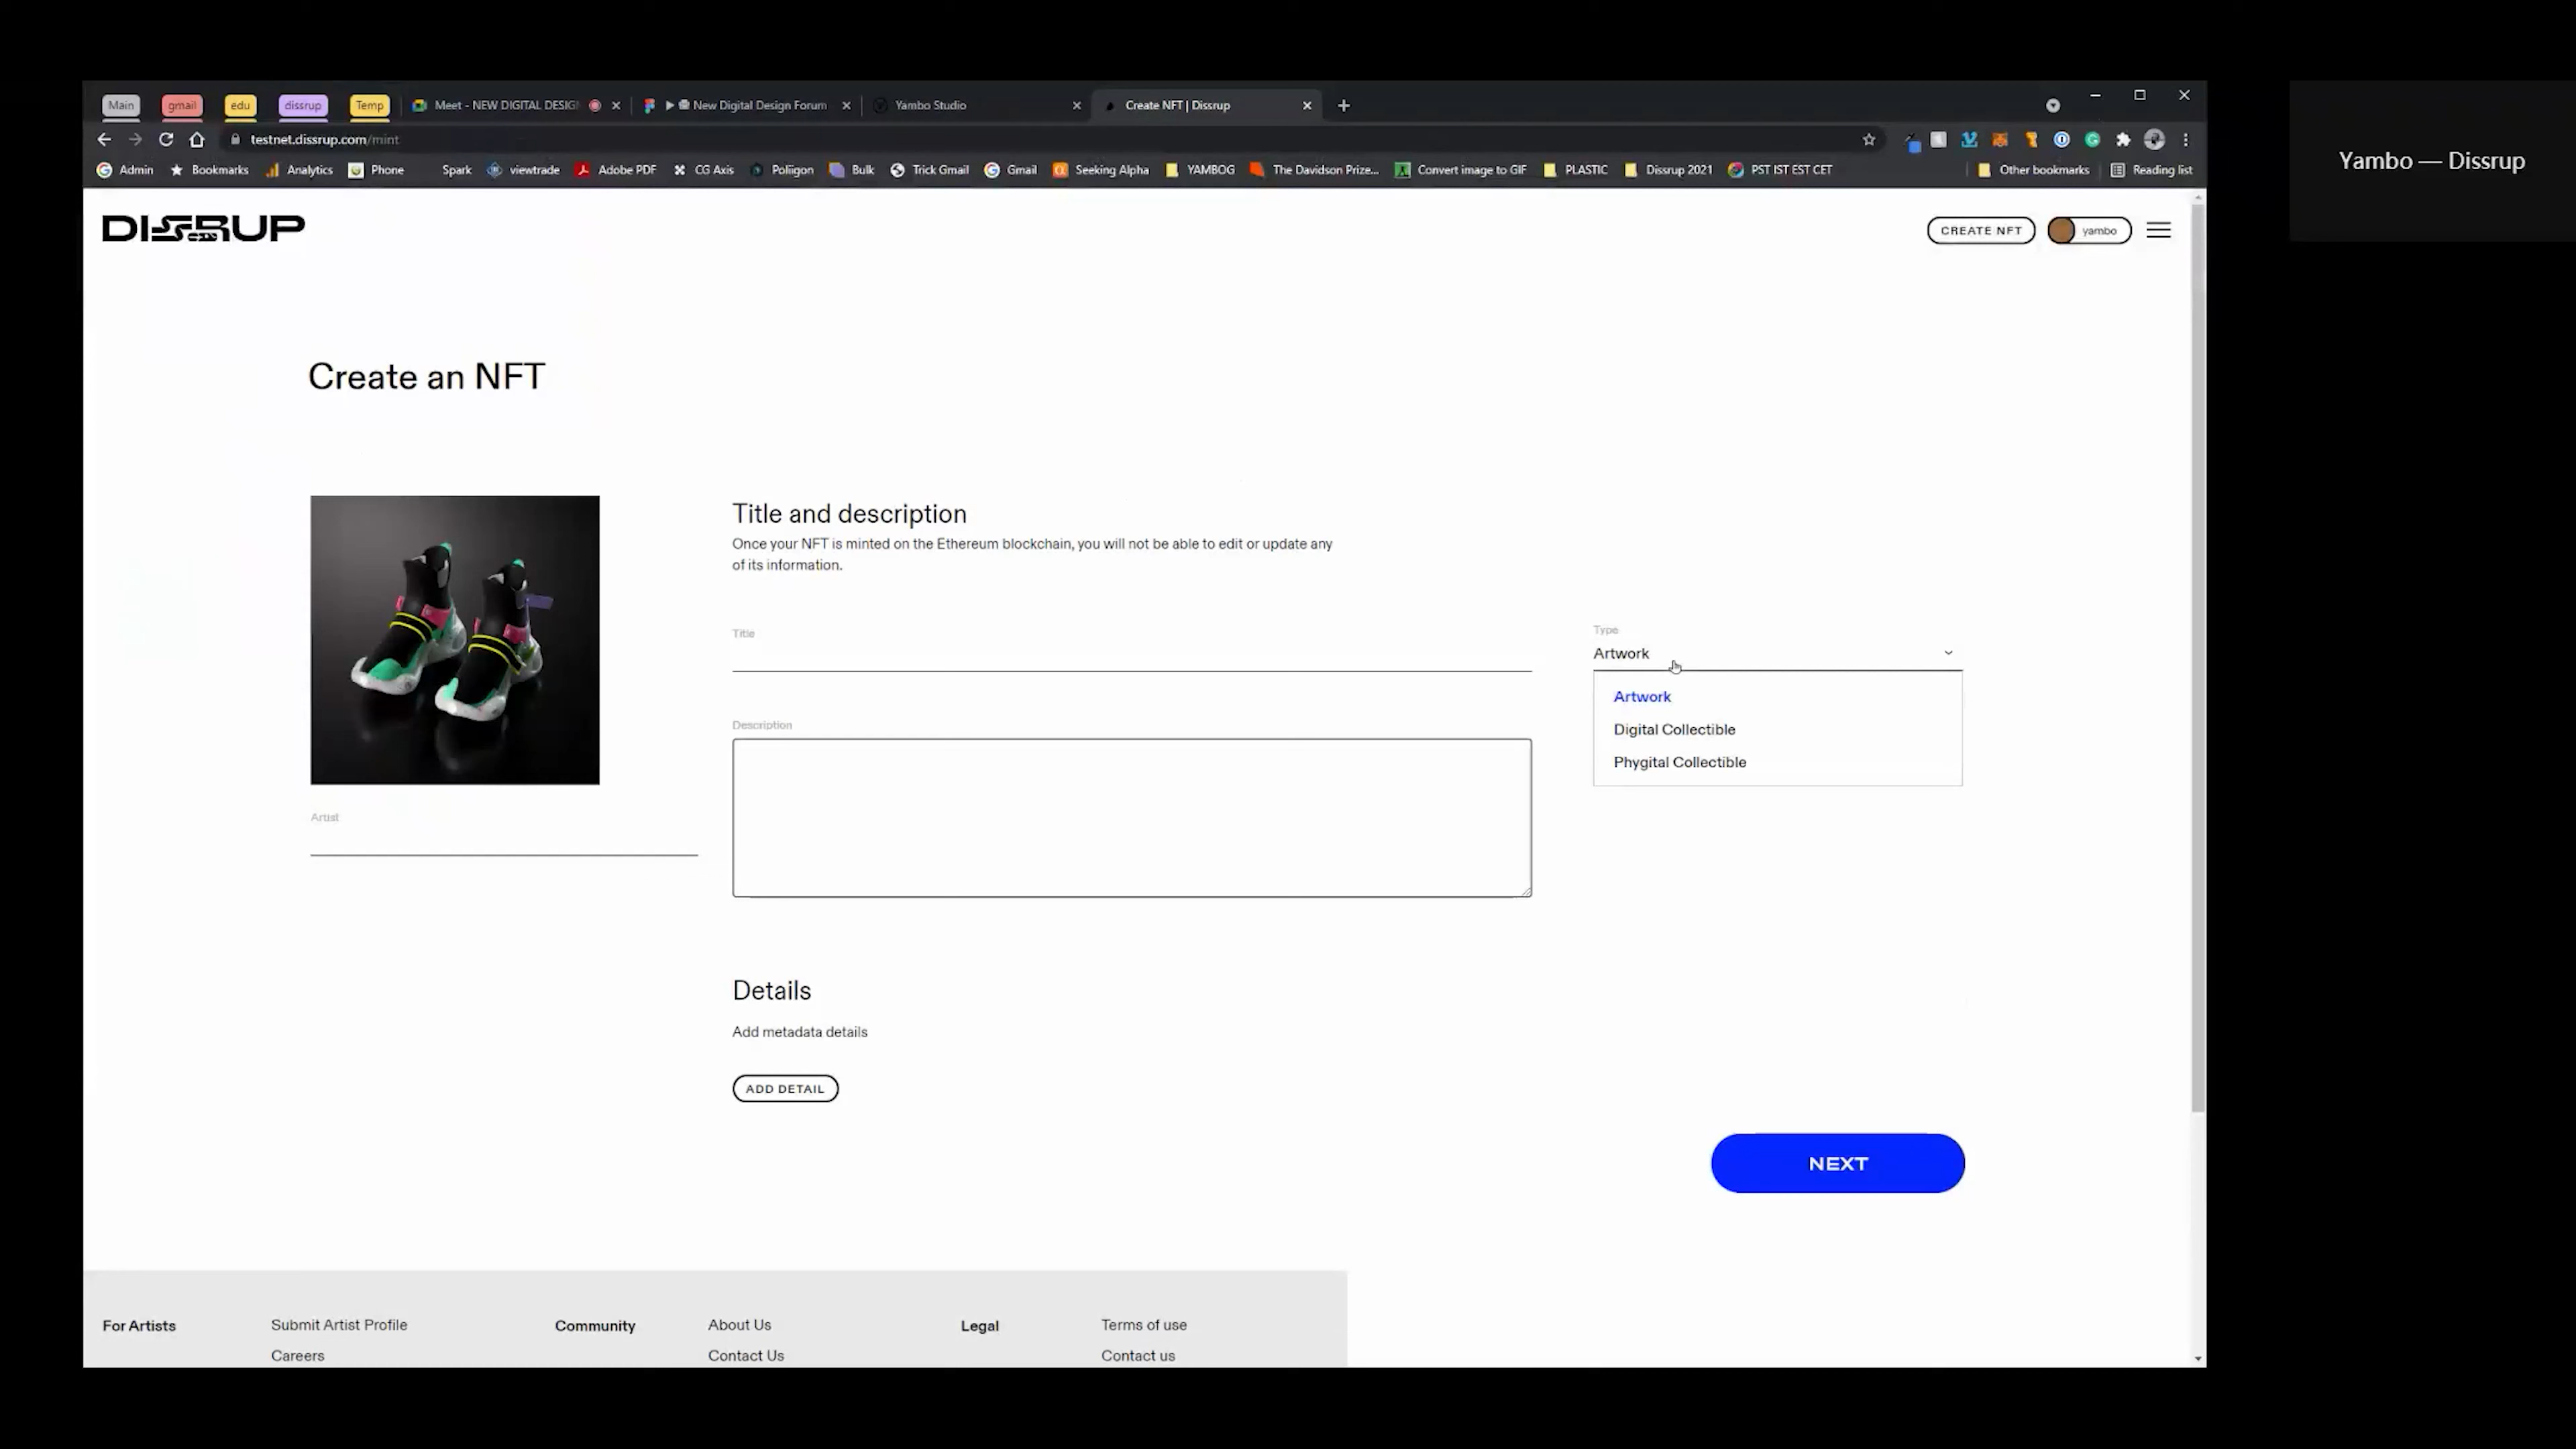 Main
gmail
edu
dissrup
Temp
Meet - NEW DIGITAL DESIG
New Digital Design Forum
Yambo Studio
Create NFT | Dissrup
testnet.dissrup.com/mint
Admin
Bookmarks
Analytics
Phone
Spark
viewtrade
Adobe PDF
CG Axis
Poliigon
Bulk
Trick Gmail
Gmail
Seeking Alpha
YAMBOG
The Davidson Prize...
Convert image to GIF
PLASTIC
Dissrup 2021
PST IST EST CET
Other bookmarks
Reading list
Yambo — Dissrup
DISSRUP
CREATE NFT
yambo
Create an NFT
Title and description
Once your NFT is minted on the Ethereum blockchain, you will not be able to edit or update any
of its information.
Title
Type
Artwork
Artwork
Digital Collectible
Phygital Collectible
Description
Artist
Details
Add metadata details
ADD DETAIL
NEXT
For Artists
Submit Artist Profile
Careers
Community
About Us
Contact Us
Legal
Terms of use
Contact us